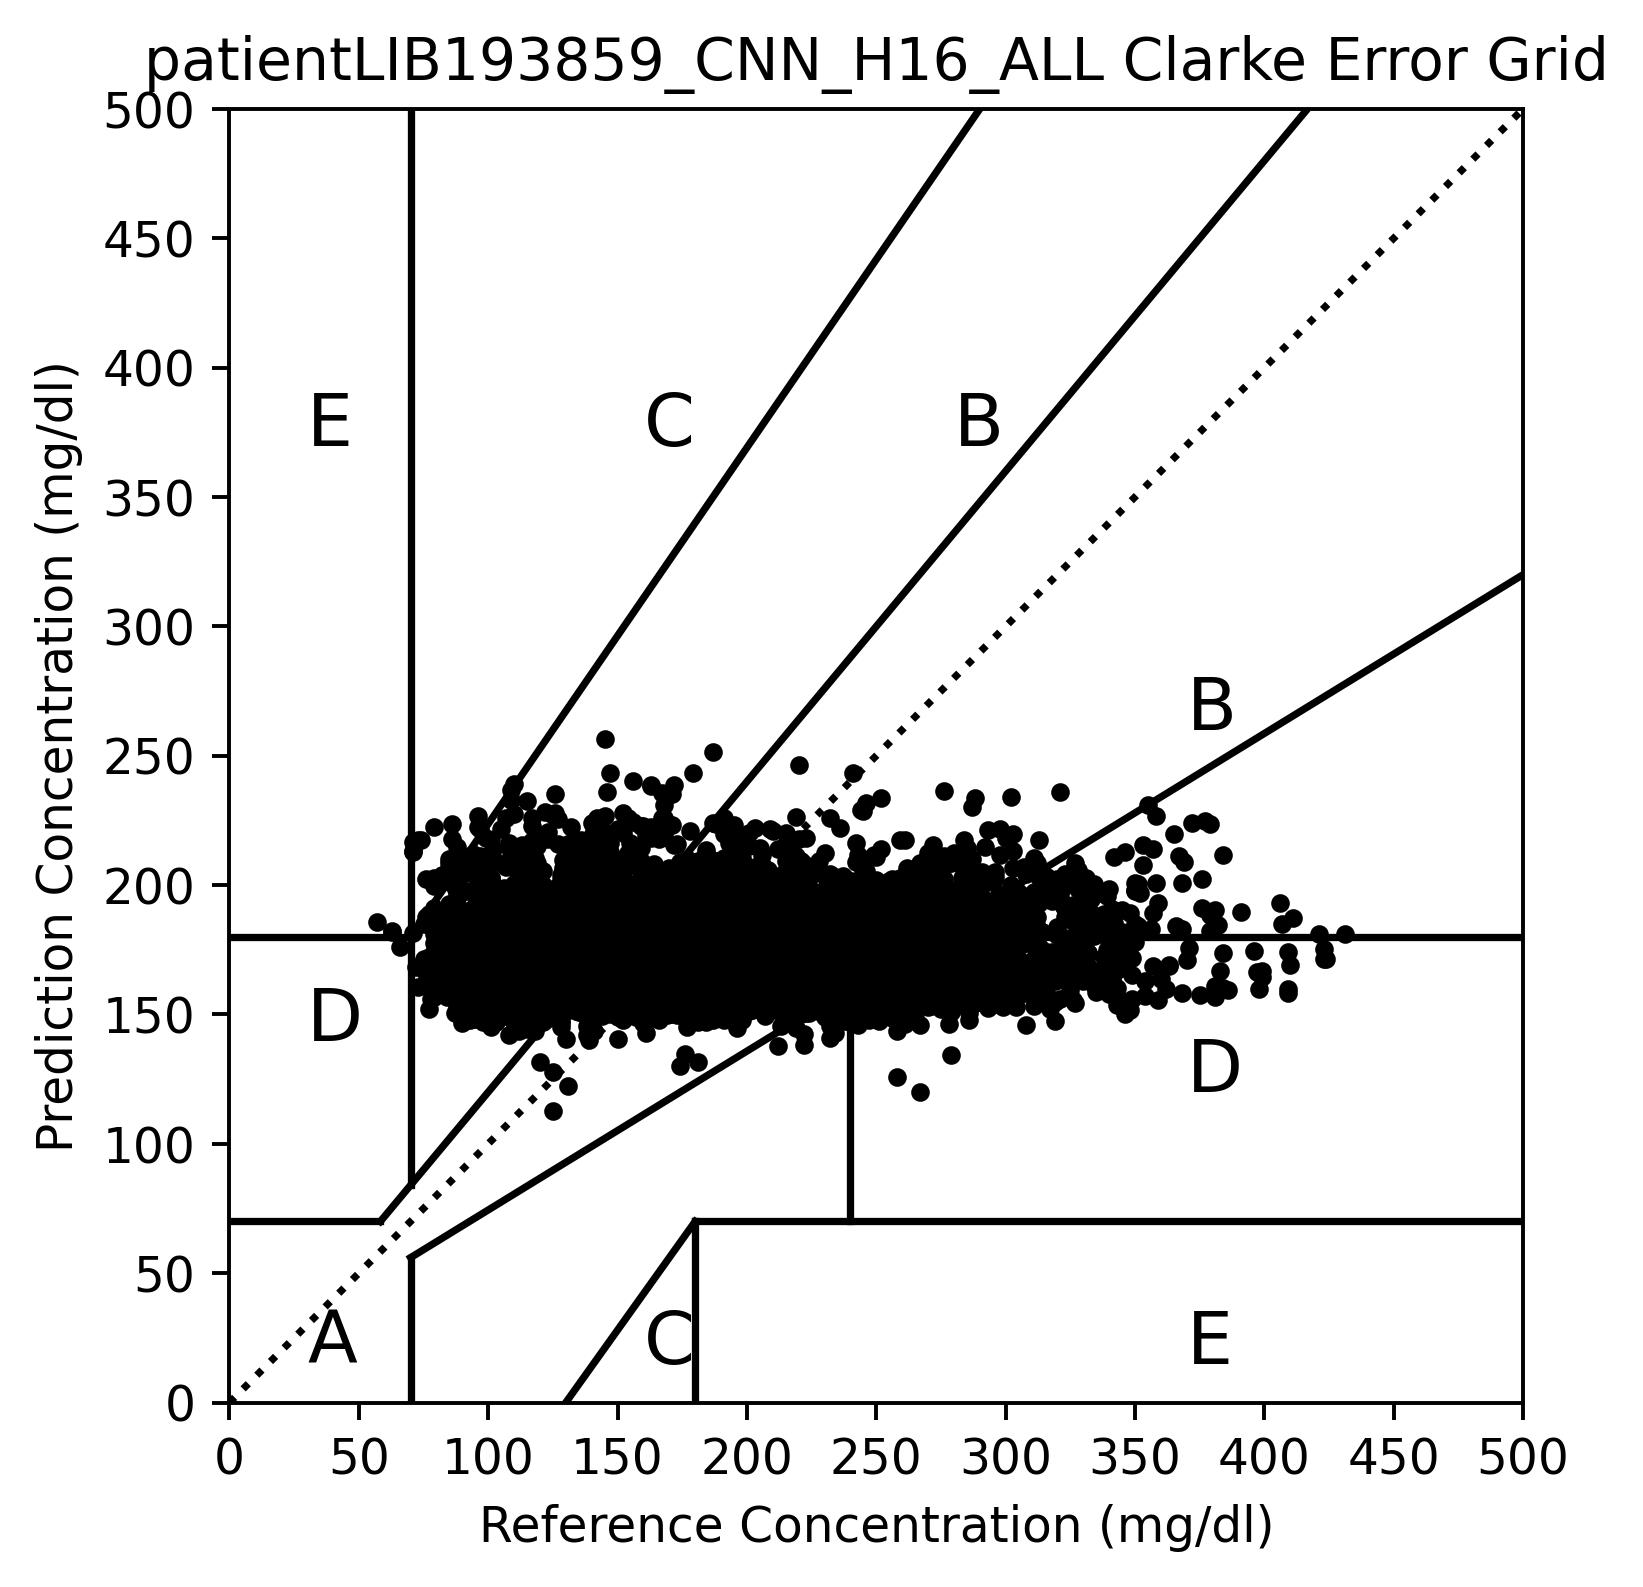 patientLIB193859_CNN_H16_ALL Clarke Error Grid
500
450
400
350
300
250
200
150
100
50
0
Prediction Concentration (mg/dl)
E
C
B
B
D
D
A
C
E
0 50 100 150 200 250 300 350 400 450 500
Reference Concentration (mg/dl)